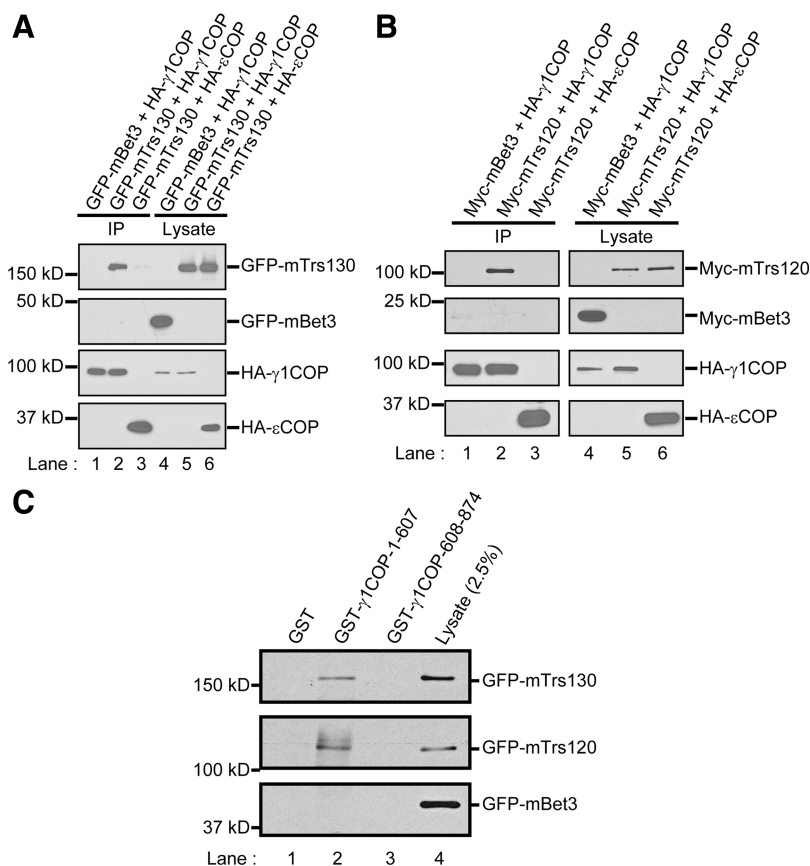 A
GFP-mBet3 + HA-γ1COP
GFP-mTrs130 + HA-γ1COP
GFP-mTrs130 + HA-εCOP
GFP-mBet3 + HA-γ1COP
GFP-mTrs130 + HA-γ1COP
GFP-mTrs130 + HA-εCOP
IP
Lysate
150 kD
GFP-mTrs130
50 kD
GFP-mBet3
100 kD
HA-γ1COP
37 kD
HA-εCOP
Lane : 1 2 3 4 5 6
B
Myc-mBet3 + HA-γ1COP
Myc-mTrs120 + HA-γ1COP
Myc-mTrs120 + HA-εCOP
Myc-mBet3 + HA-γ1COP
Myc-mTrs120 + HA-γ1COP
Myc-mTrs120 + HA-εCOP
IP
Lysate
100 kD
Myc-mTrs120
25 kD
Myc-mBet3
100 kD
HA-γ1COP
37 kD
HA-εCOP
Lane : 1 2 3 4 5 6
C
GST
GST-γ1COP-1-607
GST-γ1COP-608-874
Lysate (2.5%)
150 kD
GFP-mTrs130
GFP-mTrs120
100 kD
GFP-mBet3
37 kD
Lane : 1 2 3 4